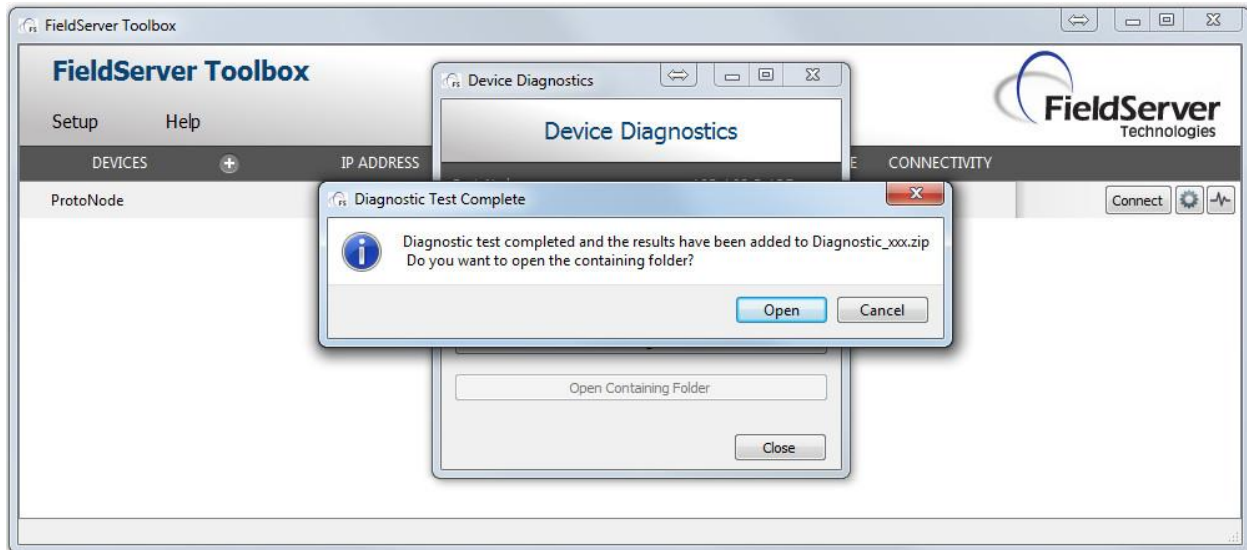 FieldServer Toolbox
FieldServer Toolbox
Setup Help
FieldServer
Technologies
DEVICES IP ADDRESS CONNECTIVITY
ProtoNode
Connect
Device Diagnostics
Device Diagnostics
Diagnostic Test Complete
Diagnostic test completed and the results have been added to Diagnostic_xxx.zip
Do you want to open the containing folder?
Open Cancel
Open Containing Folder
Close